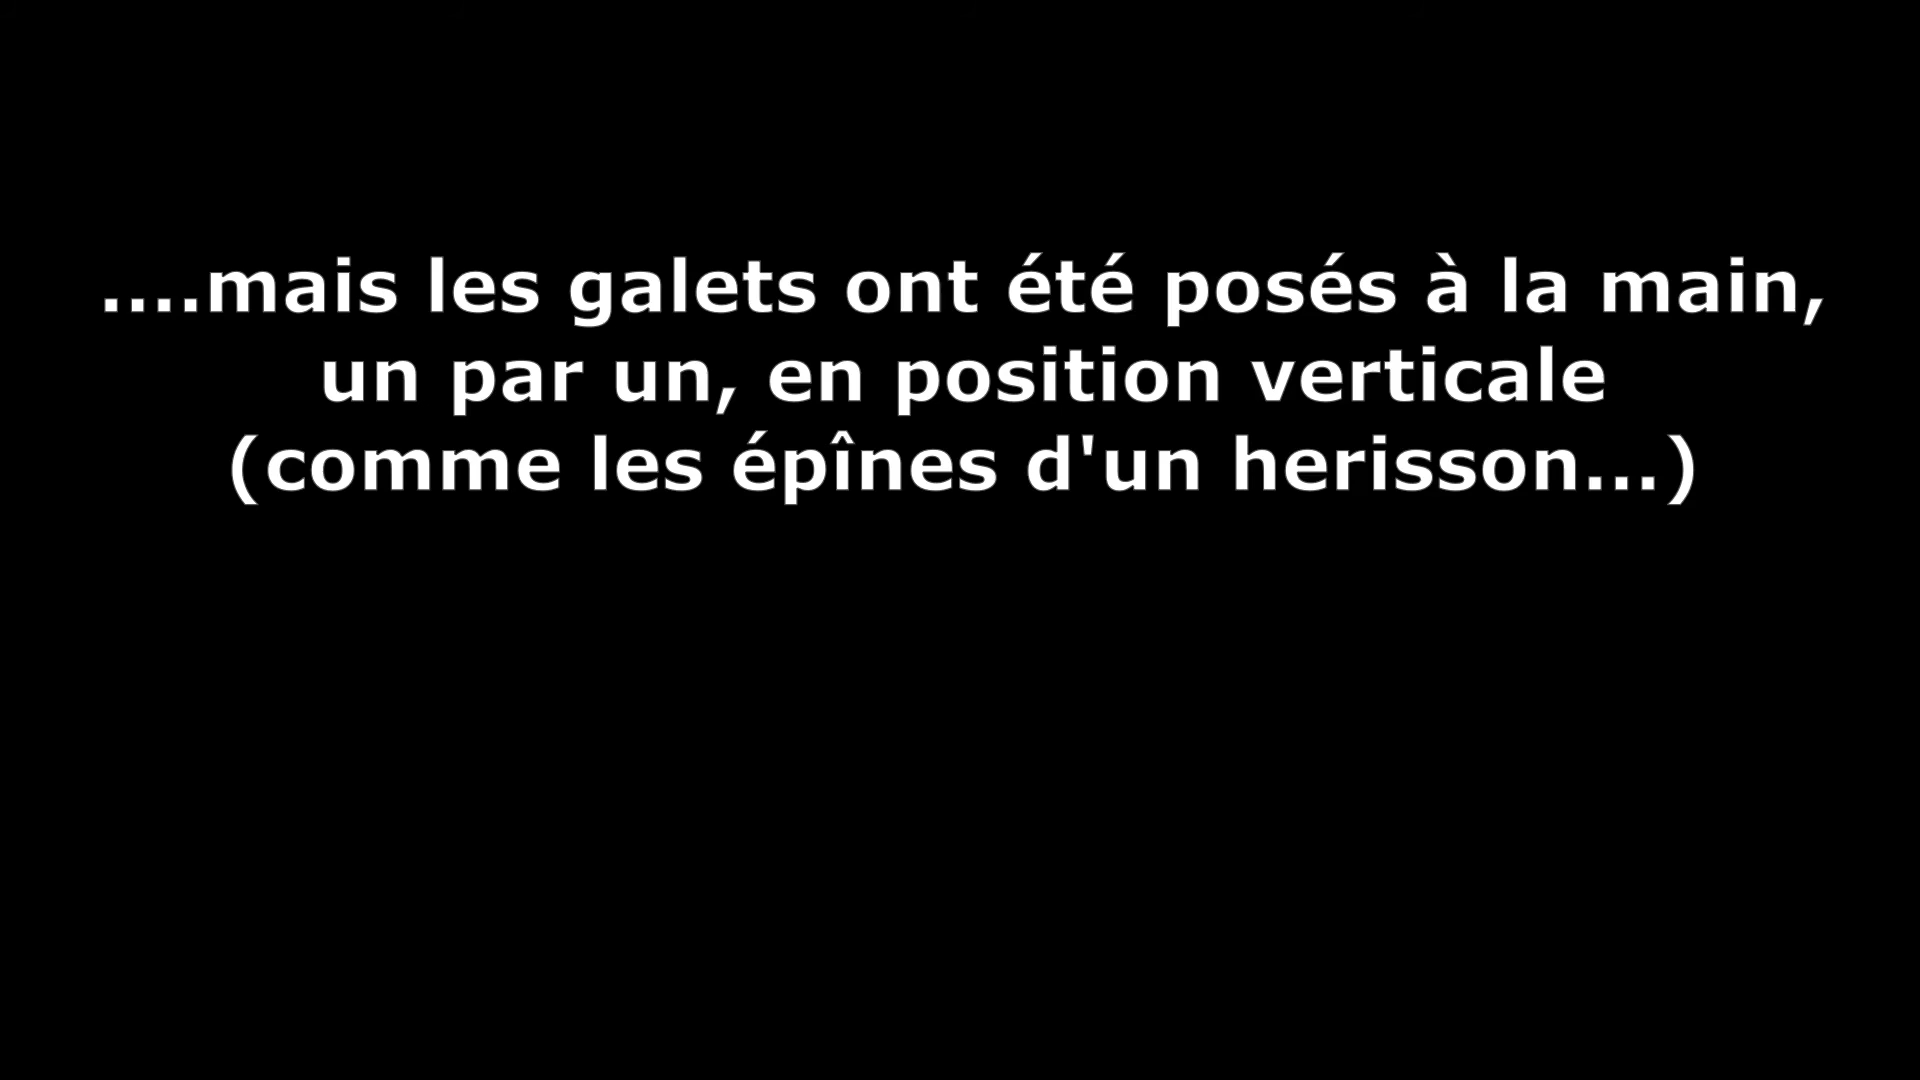 ....mais les galets ont été posés à la main,
un par un, en position verticale
(comme les épînes d'un herisson...)